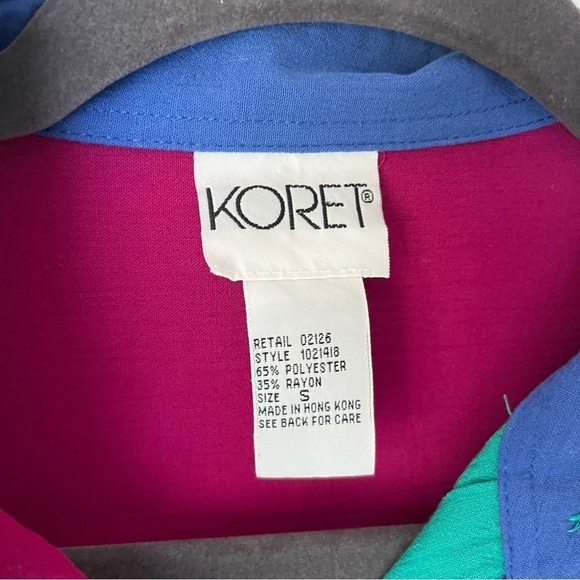 KORET®
RETAIL 02126
STYLE 1021418
65% POLYESTER
35% RAYON
SIZE S
MADE IN HONG KONG
SEE BACK FOR CARE